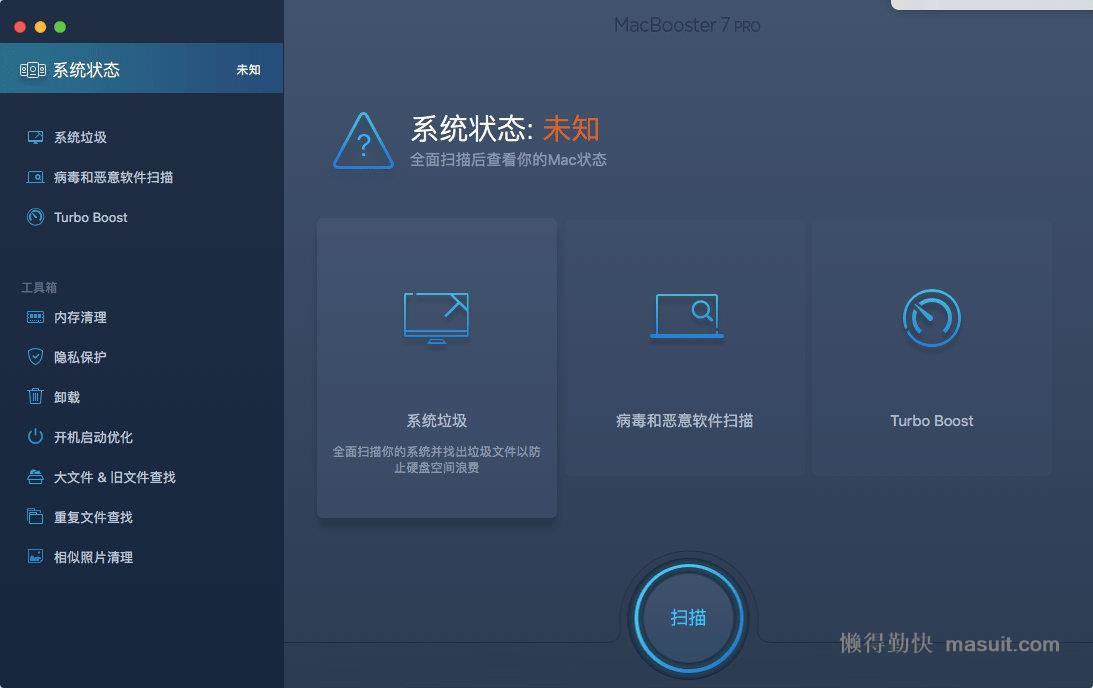 MacBooster 7 PRO
系统状态 未知
系统垃圾
病毒和恶意软件扫描
Turbo Boost
工具箱
内存清理
隐私保护
卸载
开机启动优化
大文件 & 旧文件查找
重复文件查找
相似照片清理
系统状态: 未知
全面扫描后查看你的Mac状态
系统垃圾
全面扫描你的系统并找出垃圾文件以防
止硬盘空间浪费
病毒和恶意软件扫描
Turbo Boost
扫描
懒得勤快 masuit.com